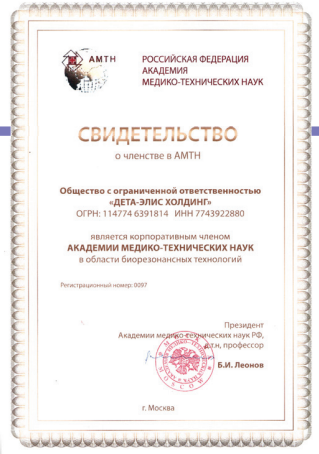 АМТН
РОССИЙСКАЯ ФЕДЕРАЦИЯ
АКАДЕМИЯ
МЕДИКО-ТЕХНИЧЕСКИХ НАУК
СВИДЕТЕЛЬСТВО
о членстве в АМТН
Общество с ограниченной ответственностью
«ДЕТА-ЭЛИС ХОЛДИНГ»
ОГРН: 114774 6391814 ИНН 7743922880
является корпоративным членом
АКАДЕМИИ МЕДИКО-ТЕХНИЧЕСКИХ НАУК
в области биорезонансных технологий
Регистрационный номер: 0097
Президент
Академии медико-технических наук РФ,
д.т.н, профессор
Б.И. Леонов
г. Москва